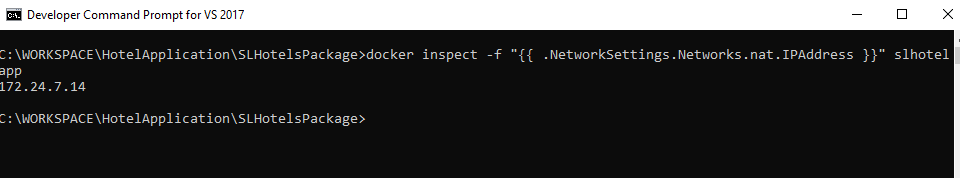 Developer Command Prompt for VS 2017
C:\WORKSPACE\HotelApplication\SLHotelsPackage>docker inspect -f "{{ .NetworkSettings.Networks.nat.IPAddress }}" slhotel
app
172.24.7.14
C:\WORKSPACE\HotelApplication\SLHotelsPackage>